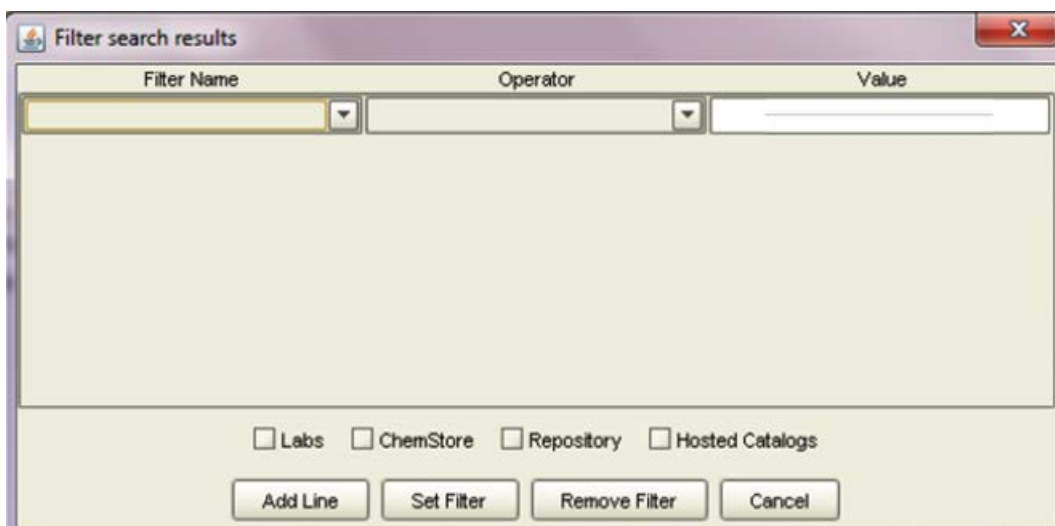 Filter search results
Filter Name Operator Value
Labs ChemStore Repository Hosted Catalogs
Add Line Set Filter Remove Filter Cancel